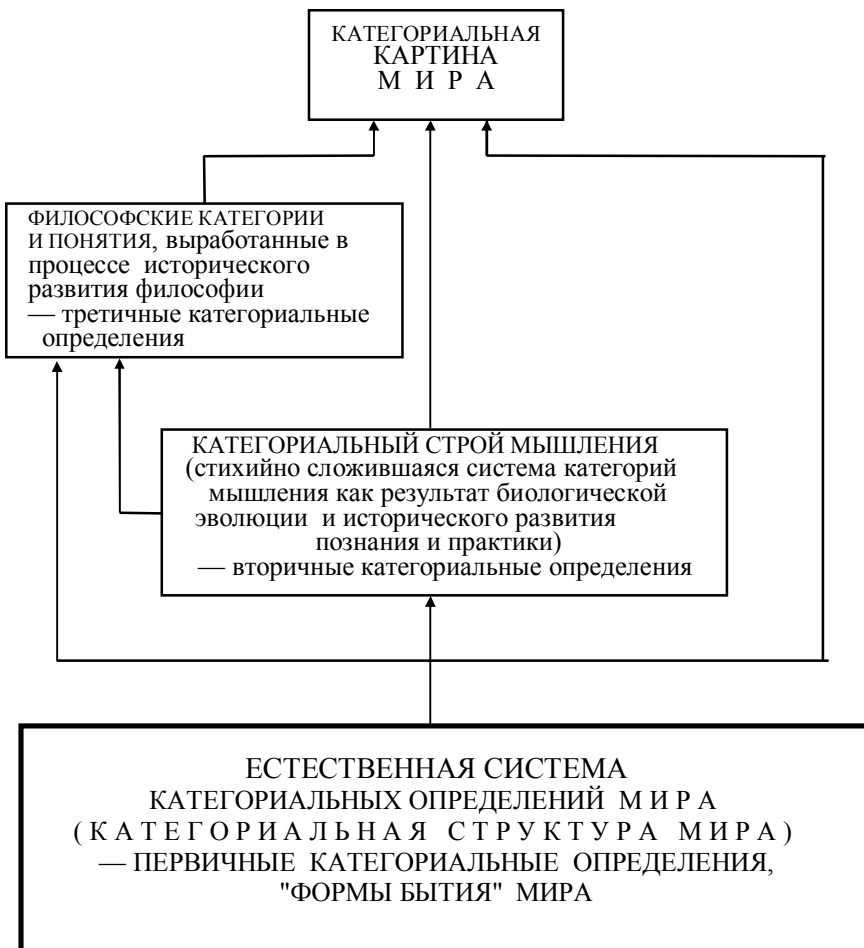 КАТЕГОРИАЛЬНАЯ
КАРТИНА
М И Р А
ФИЛОСОФСКИЕ КАТЕГОРИИ
И ПОНЯТИЯ, выработанные в
процессе исторического
развития философии
— третичные категориальные
определения
КАТЕГОРИАЛЬНЫЙ СТРОЙ МЫШЛЕНИЯ
(стихийно сложившаяся система категорий
мышления как результат биологической
эволюции и исторического развития
познания и практики)
— вторичные категориальные определения
ЕСТЕСТВЕННАЯ СИСТЕМА
КАТЕГОРИАЛЬНЫХ ОПРЕДЕЛЕНИЙ М И Р А
( К А Т Е Г О Р И А Л Ь Н А Я С Т Р У К Т У Р А М И Р А )
— ПЕРВИЧНЫЕ КАТЕГОРИАЛЬНЫЕ ОПРЕДЕЛЕНИЯ,
"ФОРМЫ БЫТИЯ" МИРА